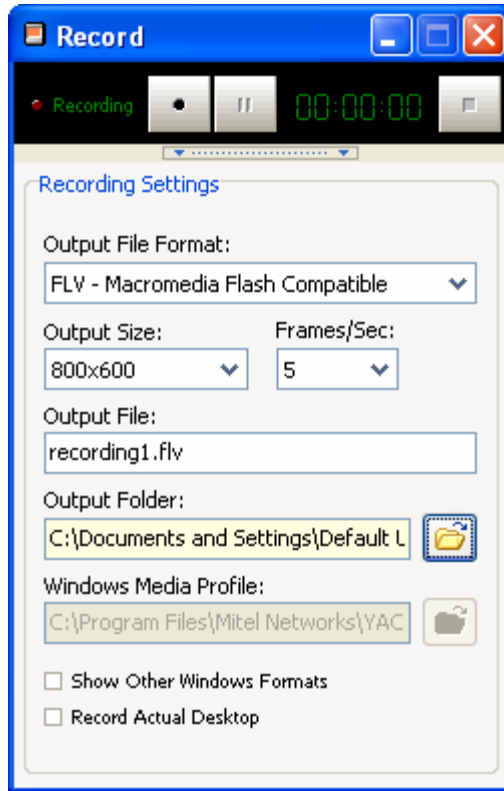 Record
Recording 00:00:00
Recording Settings
Output File Format:
FLV - Macromedia Flash Compatible
Output Size: Frames/Sec:
800x600 5
Output File:
recording1.flv
Output Folder:
C:\Documents and Settings\Default U
Windows Media Profile:
C:\Program Files\Mitel Networks\YAC
Show Other Windows Formats
Record Actual Desktop